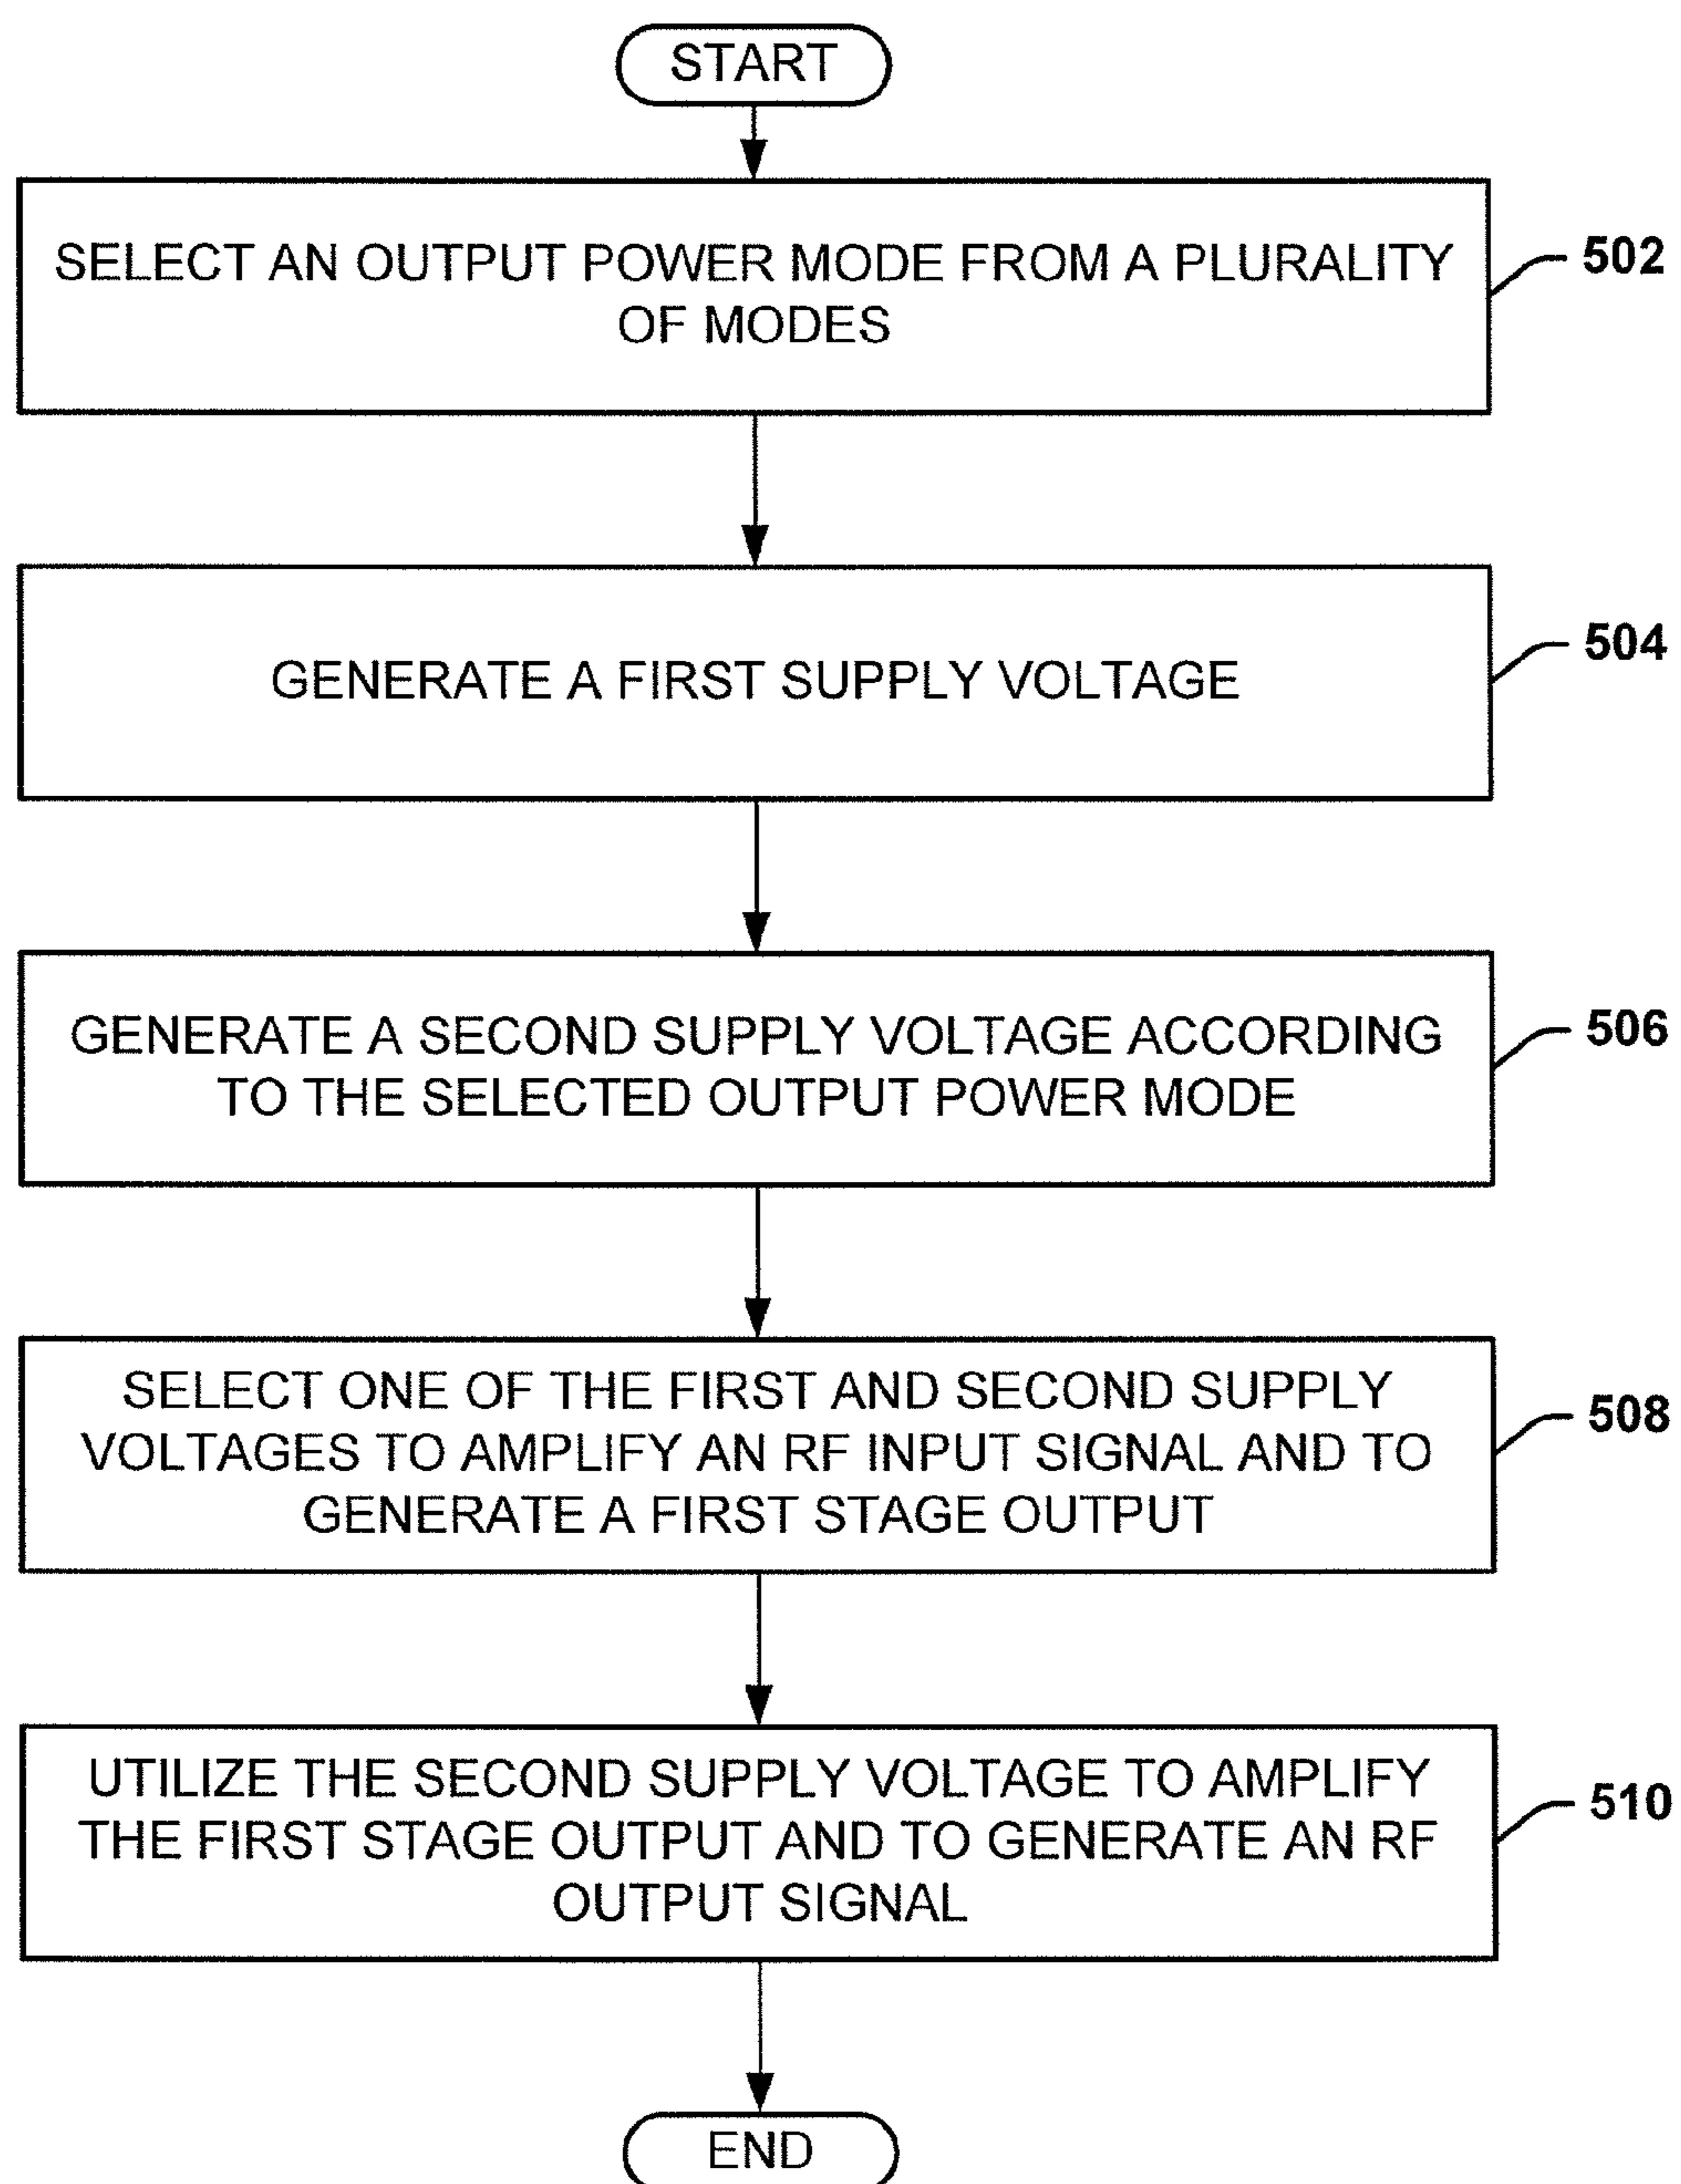 START
SELECT AN OUTPUT POWER MODE FROM A PLURALITY
OF MODES
502
GENERATE A FIRST SUPPLY VOLTAGE
504
GENERATE A SECOND SUPPLY VOLTAGE ACCORDING
TO THE SELECTED OUTPUT POWER MODE
506
SELECT ONE OF THE FIRST AND SECOND SUPPLY
VOLTAGES TO AMPLIFY AN RF INPUT SIGNAL AND TO
GENERATE A FIRST STAGE OUTPUT
508
UTILIZE THE SECOND SUPPLY VOLTAGE TO AMPLIFY
THE FIRST STAGE OUTPUT AND TO GENERATE AN RF
OUTPUT SIGNAL
510
END